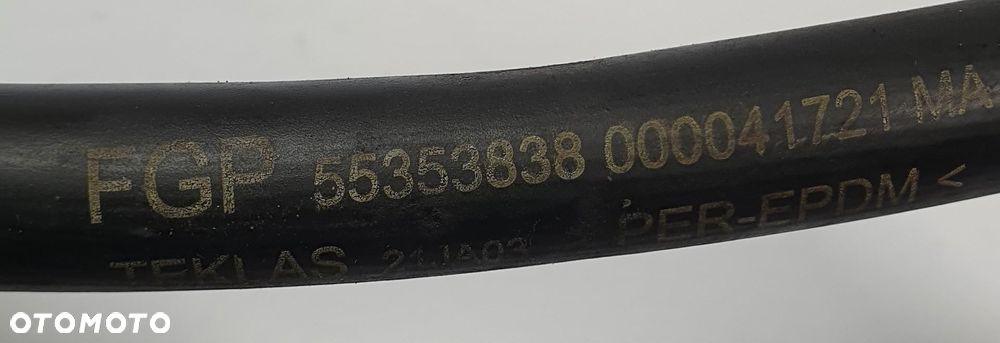 FGP 55353838 000041721 MA
TEKLAS > PER-EPDM <
OTOMOTO